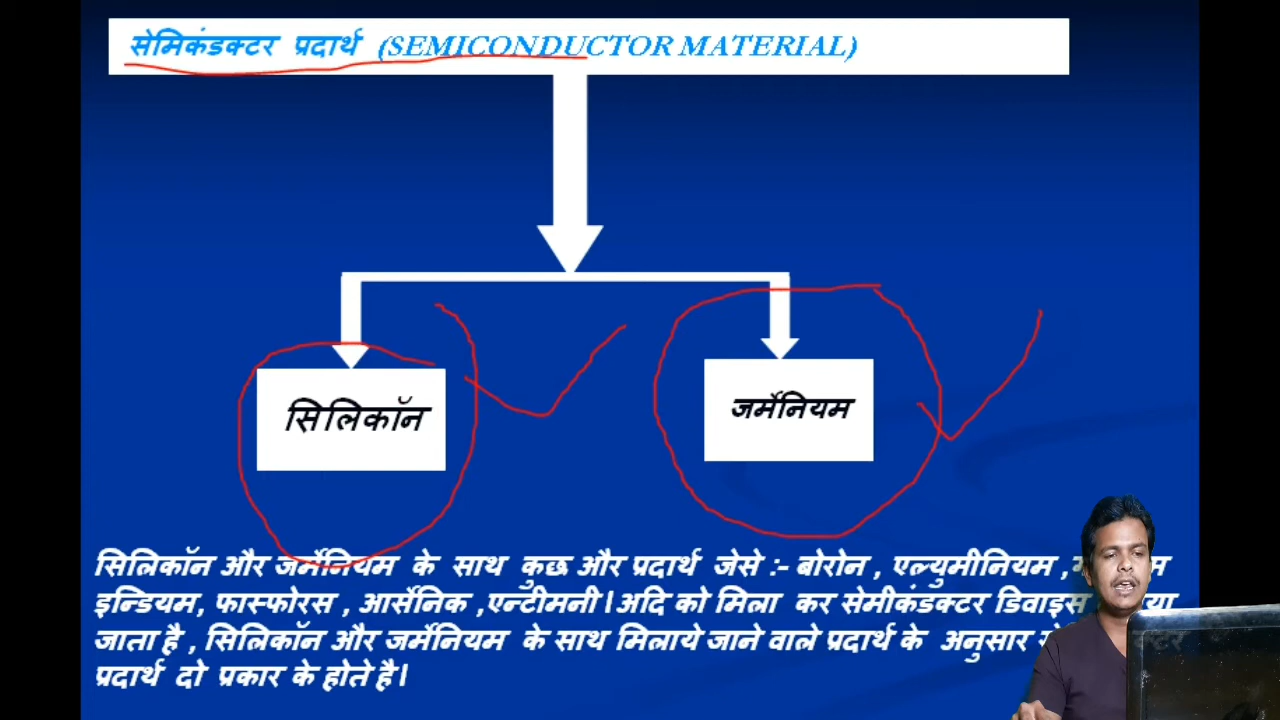 सेमिकंडक्टर प्रदार्थ (SEMICONDUCTOR MATERIAL)
सिलिकॉन
जर्मेनियम
सिलिकॉन और जर्मेनियम के साथ कुछ और प्रदार्थ जेसे :- बोरोन , एल्युमीनियम ,
इन्डियम, फास्फोरस , आर्सेनिक ,एन्टीमनी। अदि को मिला कर सेमीकंडक्टर डिवाइस
जाता है , सिलिकॉन और जर्मेनियम के साथ मिलाये जाने वाले प्रदार्थ के अनुसार
प्रदार्थ दो प्रकार के होते है।